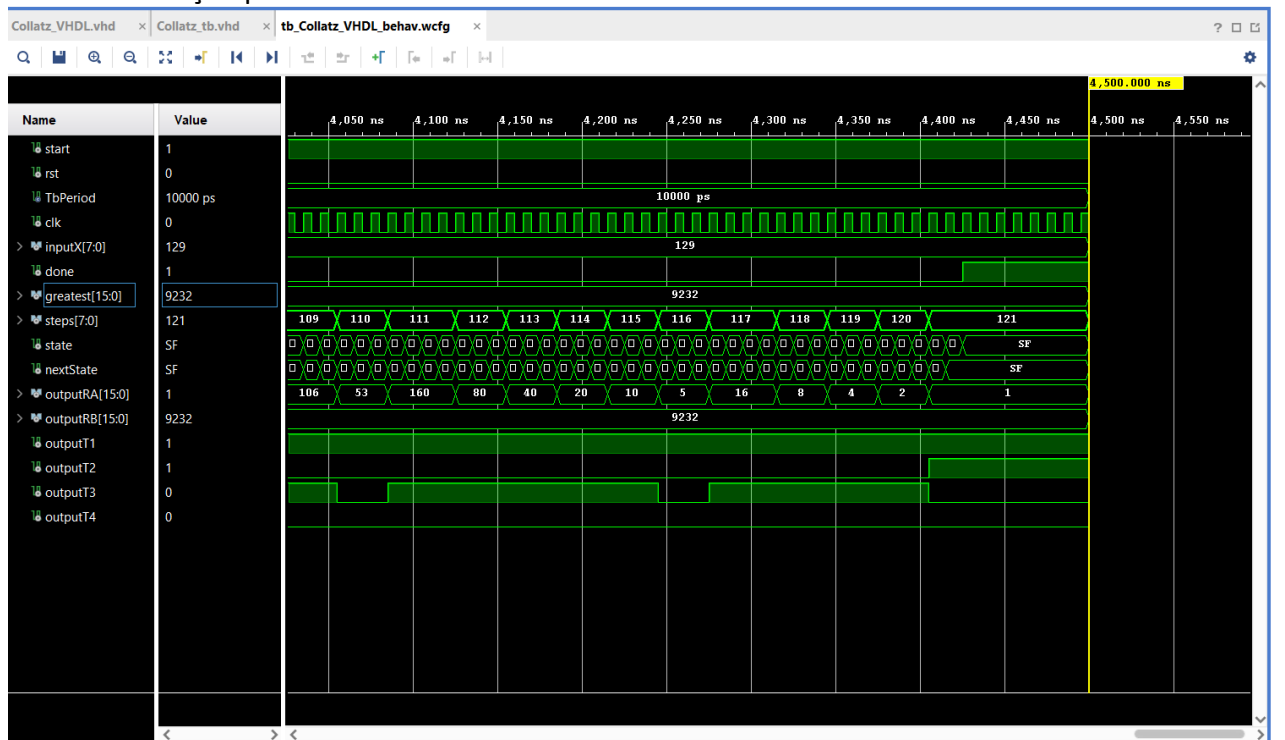 Collatz_VHDL.vhd × Collatz_tb.vhd × tb_Collatz_VHDL_behav.wcfg × ?
4,500.000 ns
Name Value 4,050 ns 4,100 ns 4,150 ns 4,200 ns 4,250 ns 4,300 ns 4,350 ns 4,400 ns 4,450 ns 4,500 ns 4,550 ns
start 1
rst 0
TbPeriod 10000 ps 10000 ps
clk 0
> inputX[7:0] 129 129
done 1
> greatest[15:0] 9232 9232
> steps[7:0] 121 109 110 111 112 113 114 115 116 117 118 119 120 121
state SF SF
nextState SF SF
> outputRA[15:0] 1 106 53 160 80 40 20 10 5 16 8 4 2 1
> outputRB[15:0] 9232 9232
outputT1 1
outputT2 1
outputT3 0
outputT4 0